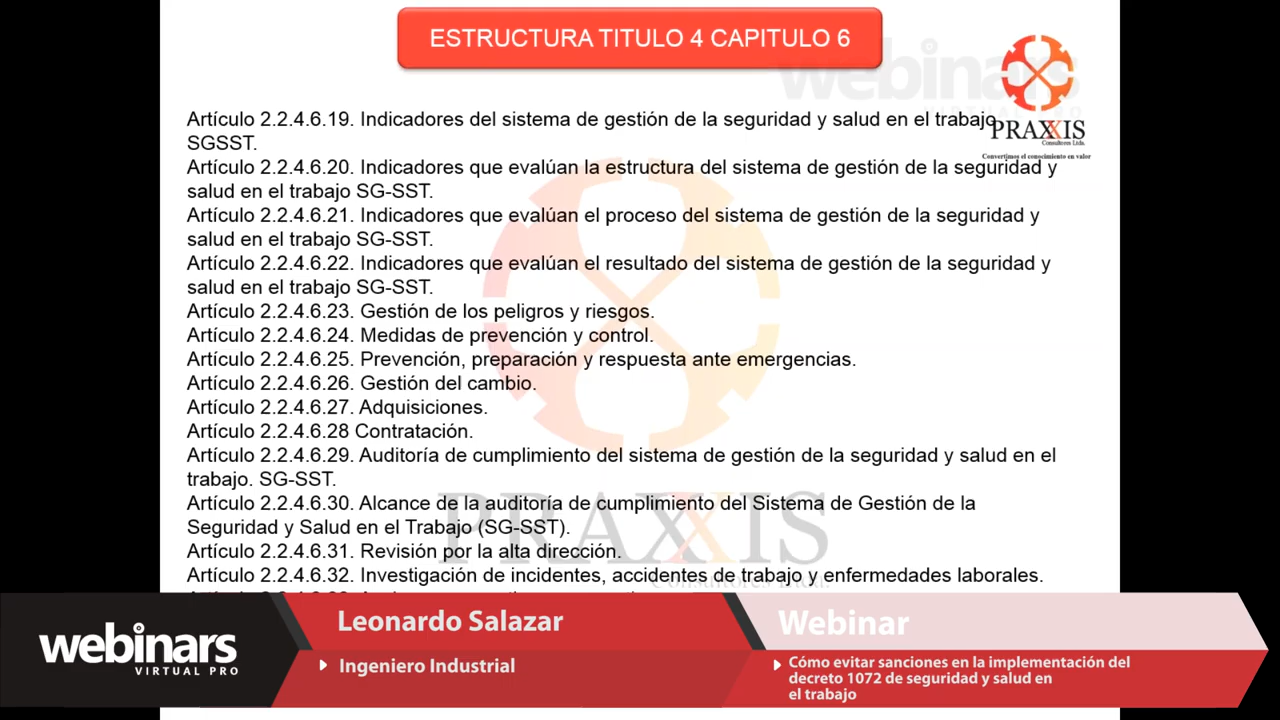 ESTRUCTURA TITULO 4 CAPITULO 6
webinars
VIRTUAL PRO
PRAXXIS
Consultores Ltda.
Convertimos el conocimiento en valor
Artículo 2.2.4.6.19. Indicadores del sistema de gestión de la seguridad y salud en el trabajo
SGSST.
Artículo 2.2.4.6.20. Indicadores que evalúan la estructura del sistema de gestión de la seguridad y
salud en el trabajo SG-SST.
Artículo 2.2.4.6.21. Indicadores que evalúan el proceso del sistema de gestión de la seguridad y
salud en el trabajo SG-SST.
Artículo 2.2.4.6.22. Indicadores que evalúan el resultado del sistema de gestión de la seguridad y
salud en el trabajo SG-SST.
Artículo 2.2.4.6.23. Gestión de los peligros y riesgos.
Artículo 2.2.4.6.24. Medidas de prevención y control.
Artículo 2.2.4.6.25. Prevención, preparación y respuesta ante emergencias.
Artículo 2.2.4.6.26. Gestión del cambio.
Artículo 2.2.4.6.27. Adquisiciones.
Artículo 2.2.4.6.28 Contratación.
Artículo 2.2.4.6.29. Auditoría de cumplimiento del sistema de gestión de la seguridad y salud en el
trabajo. SG-SST.
Artículo 2.2.4.6.30. Alcance de la auditoría de cumplimiento del Sistema de Gestión de la
Seguridad y Salud en el Trabajo (SG-SST).
Artículo 2.2.4.6.31. Revisión por la alta dirección.
Artículo 2.2.4.6.32. Investigación de incidentes, accidentes de trabajo y enfermedades laborales.
PRAXXIS
Consultores Ltda.
webinars
VIRTUAL PRO
Leonardo Salazar
Ingeniero Industrial
Webinar
Cómo evitar sanciones en la implementación del
decreto 1072 de seguridad y salud en
el trabajo